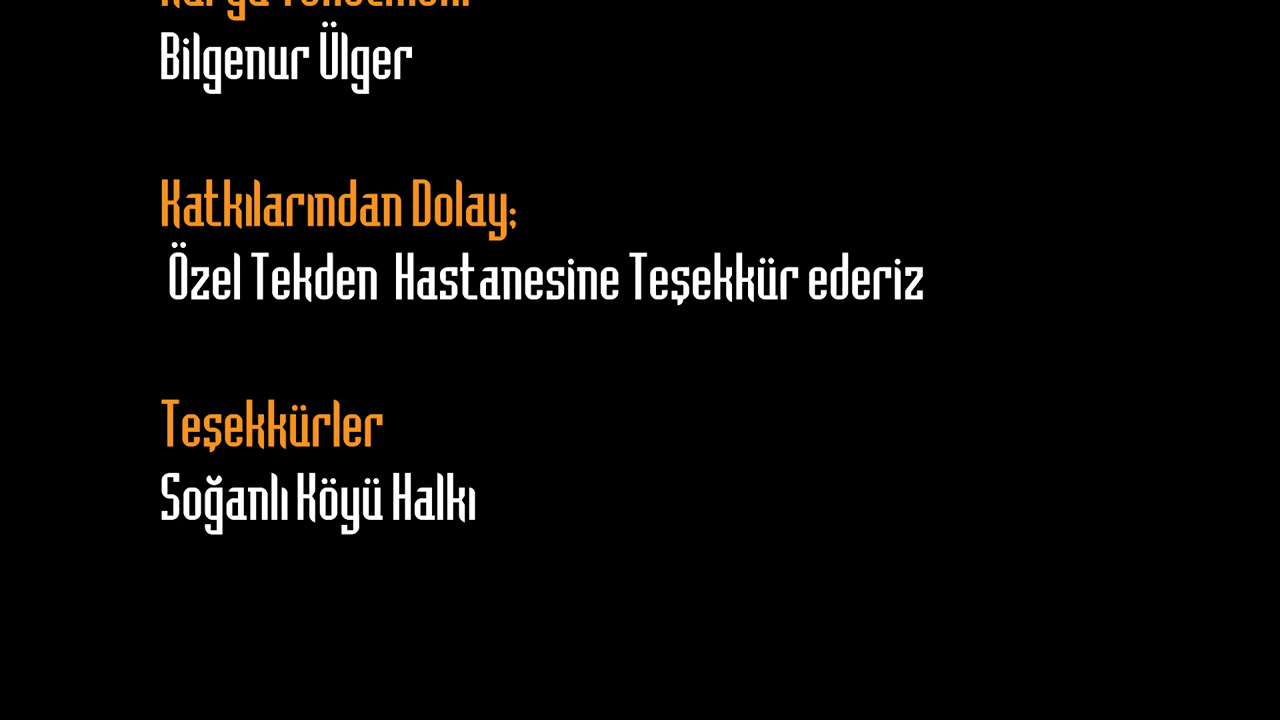 Bilgenur Ülger
Katkılarından Dolay;
Özel Tekden Hastanesine Teşekkür ederiz
Teşekkürler
Soğanlı Köyü Halkı